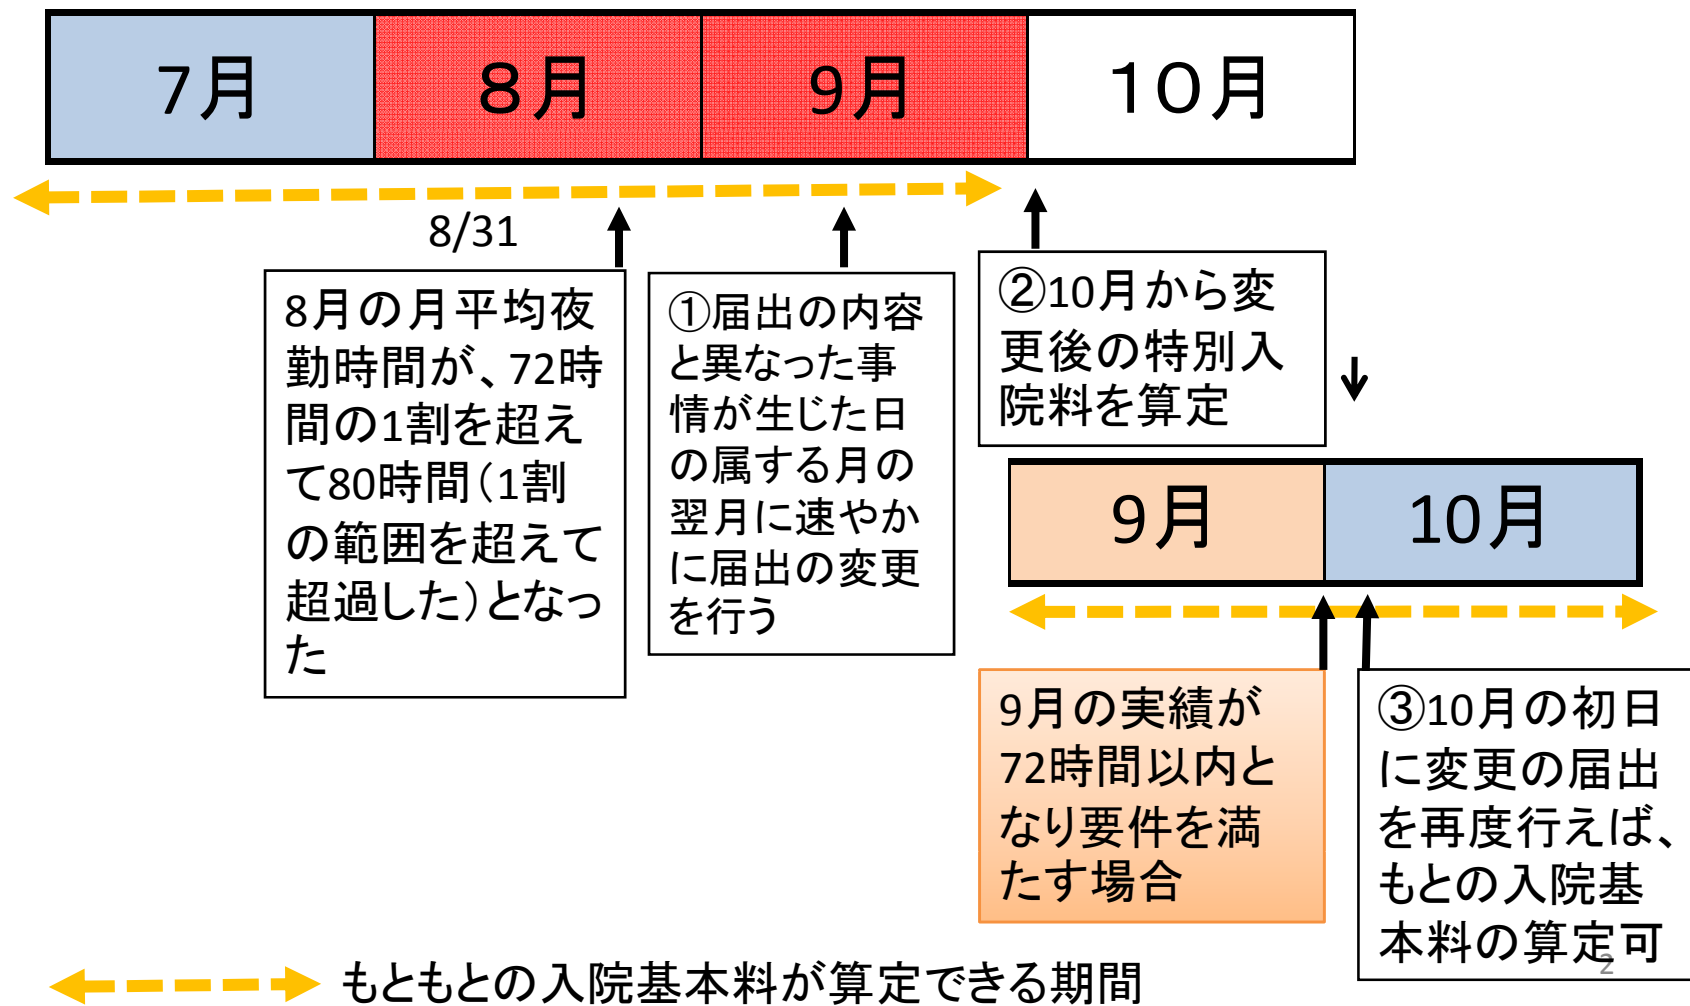 7月
８月
9月
１０月
8/31
8月の月平均夜
勤時間が、72時
間の1割を超え
て80時間（1割
の範囲を超えて
超過した）となっ
た
①届出の内容
と異なった事
情が生じた日
の属する月の
翌月に速やか
に届出の変更
を行う
②10月から変
更後の特別入
院料を算定
9月
10月
9月の実績が
72時間以内と
なり要件を満
たす場合
③10月の初日
に変更の届出
を再度行えば、
もとの入院基
本料の算定可
2
もともとの入院基本料が算定できる期間